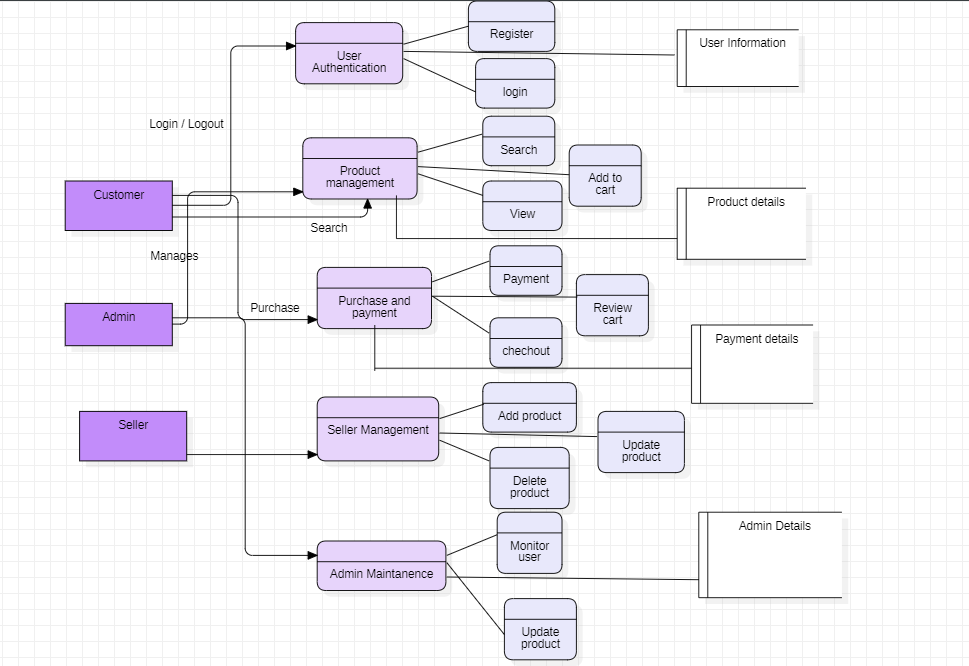 Register
User
Authentication
User Information
login
Login / Logout
Search
Product
management
Add to
cart
Customer
Product details
View
Search
Manages
Payment
Purchase
Purchase and
payment
Review
cart
Admin
Payment details
chechout
Add product
Seller
Seller Management
Update
product
Delete
product
Admin Details
Monitor
user
Admin Maintanence
Update
product